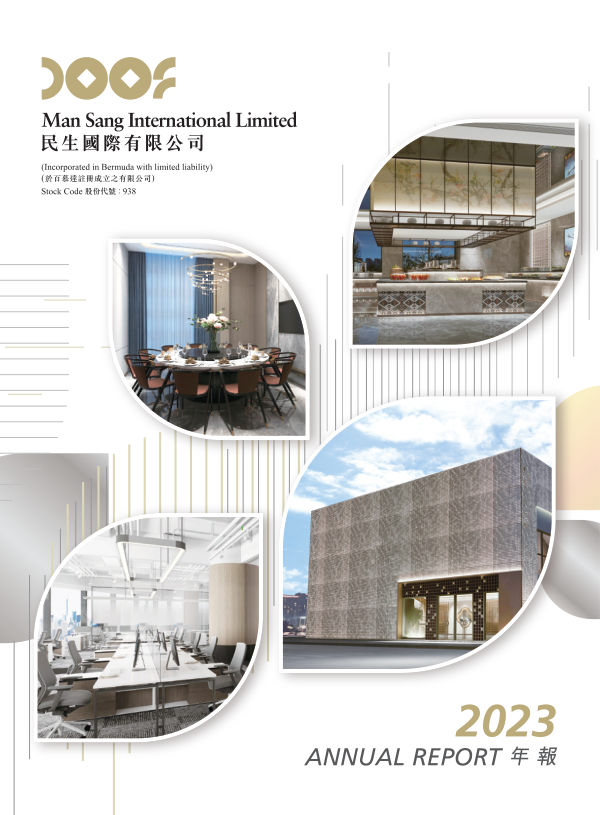 Man Sang International Limited
民生國際有限公司
(Incorporated in Bermuda with limited liability)
(於百慕達註冊成立之有限公司)
Stock Code 股份代號 : 938
2023
ANNUAL REPORT 年報